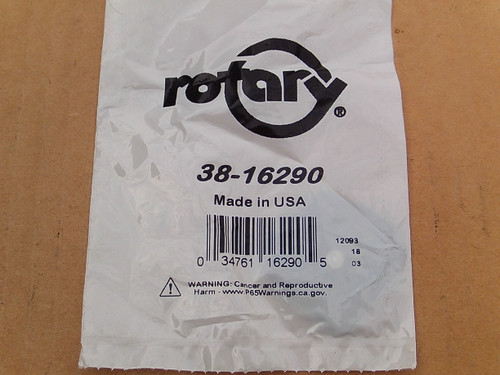 rotary®
38-16290
Made in USA
0 34761 16290 5
12093
18
03
WARNING: Cancer and Reproductive
Harm - www.P65Warnings.ca.gov.